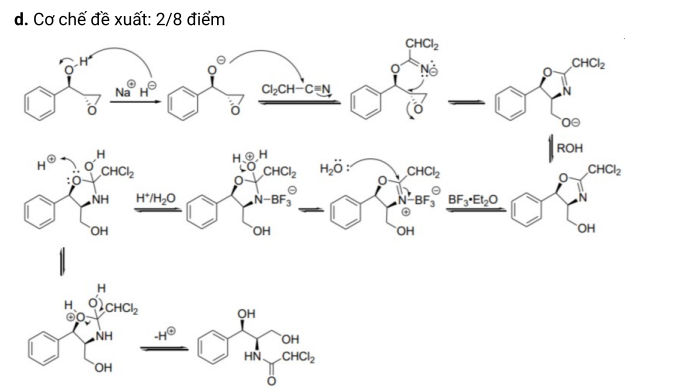 d. Cơ chế đề xuất: 2/8 điểm
CHCl₂
H
O
O⊖
O
N⊖
O
CHCl₂
N
Na⊕ H⊖
Cl₂CH–C≡N
O
O
O
O⊖
ROH
H⊕
O H
:O:
CHCl₂
NH
OH
H⁺/H₂O
H ⊕ H
O
O
CHCl₂
N–BF₃⊖
OH
H₂Ö:
O
CHCl₂
N–BF₃⊖
⊕
OH
BF₃•Et₂O
O
CHCl₂
N
OH
H
H
O
⊕O
CHCl₂
NH
OH
-H⊕
OH
OH
HN
CHCl₂
O